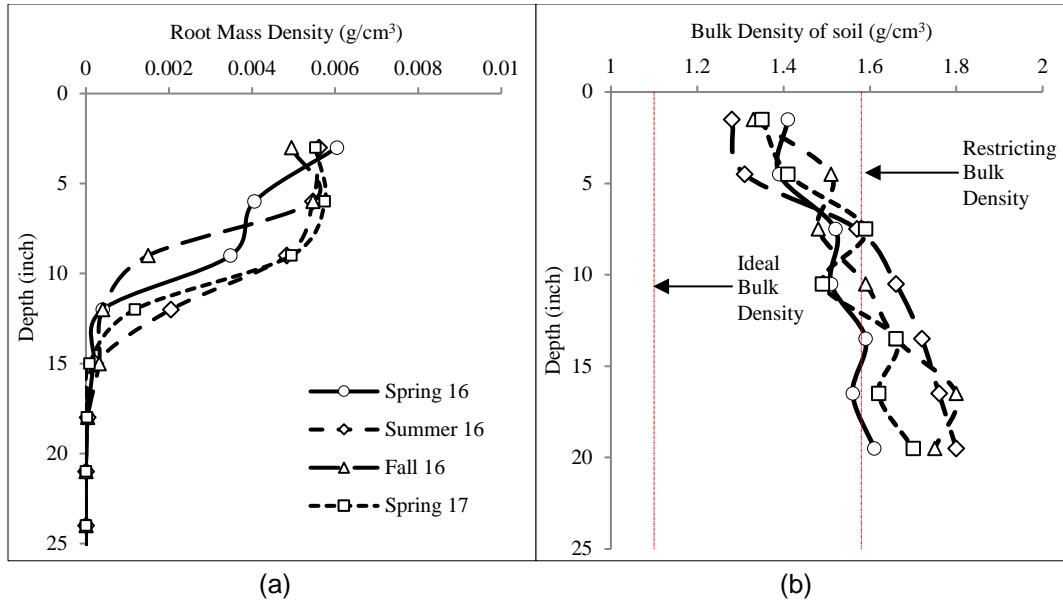 Root Mass Density (g/cm³)
0 0.002 0.004 0.006 0.008 0.01
0
5
10
15
20
25
Depth (inch)
Spring 16
Summer 16
Fall 16
Spring 17
(a)
Bulk Density of soil (g/cm³)
1 1.2 1.4 1.6 1.8 2
0
5
10
15
20
25
Depth (inch)
Restricting
Bulk
Density
Ideal
Bulk
Density
(b)